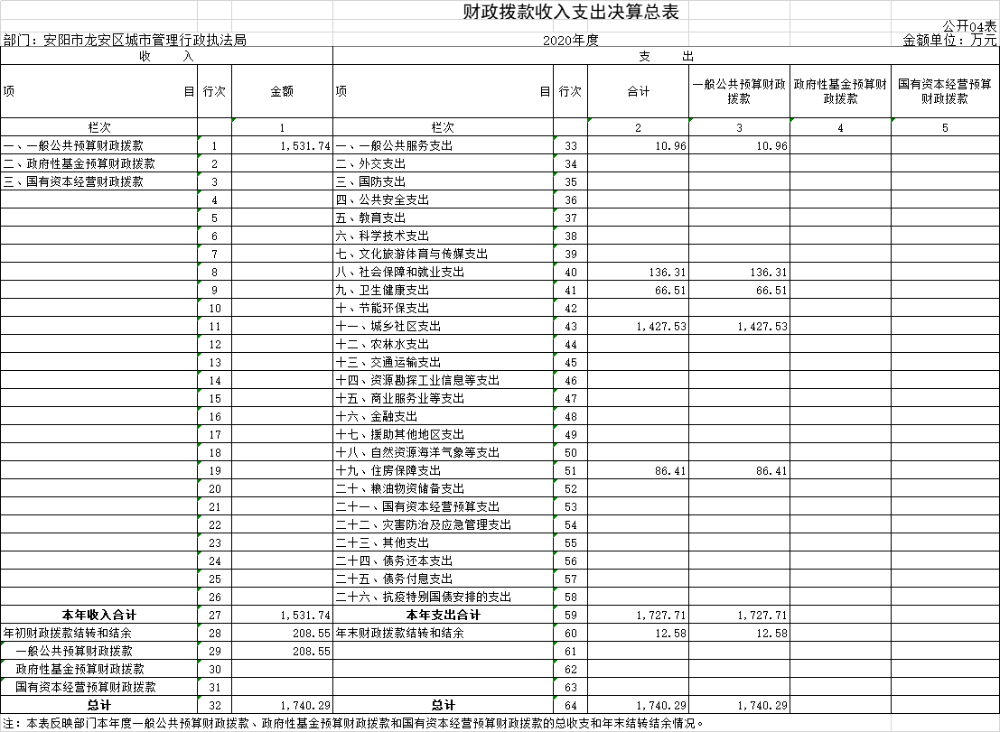 财政拨款收入支出决算总表
公开04表
部门：安阳市龙安区城市管理行政执法局 2020年度 金额单位：万元
收 入 支 出
项 目 行次 金额 项 目 行次 合计 一般公共预算财政拨款 政府性基金预算财政拨款 国有资本经营预算财政拨款
栏次 1 栏次 2 3 4 5
一、一般公共预算财政拨款 1 1,531.74 一、一般公共服务支出 33 10.96 10.96
二、政府性基金预算财政拨款 2 二、外交支出 34
三、国有资本经营财政拨款 3 三、国防支出 35
4 四、公共安全支出 36
5 五、教育支出 37
6 六、科学技术支出 38
7 七、文化旅游体育与传媒支出 39
8 八、社会保障和就业支出 40 136.31 136.31
9 九、卫生健康支出 41 66.51 66.51
10 十、节能环保支出 42
11 十一、城乡社区支出 43 1,427.53 1,427.53
12 十二、农林水支出 44
13 十三、交通运输支出 45
14 十四、资源勘探工业信息等支出 46
15 十五、商业服务业等支出 47
16 十六、金融支出 48
17 十七、援助其他地区支出 49
18 十八、自然资源海洋气象等支出 50
19 十九、住房保障支出 51 86.41 86.41
20 二十、粮油物资储备支出 52
21 二十一、国有资本经营预算支出 53
22 二十二、灾害防治及应急管理支出 54
23 二十三、其他支出 55
24 二十四、债务还本支出 56
25 二十五、债务付息支出 57
26 二十六、抗疫特别国债安排的支出 58
本年收入合计 27 1,531.74 本年支出合计 59 1,727.71 1,727.71
年初财政拨款结转和结余 28 208.55 年末财政拨款结转和结余 60 12.58 12.58
一般公共预算财政拨款 29 208.55 61
政府性基金预算财政拨款 30 62
国有资本经营预算财政拨款 31 63
总计 32 1,740.29 总计 64 1,740.29 1,740.29
注：本表反映部门本年度一般公共预算财政拨款、政府性基金预算财政拨款和国有资本经营预算财政拨款的总收支和年末结转结余情况。